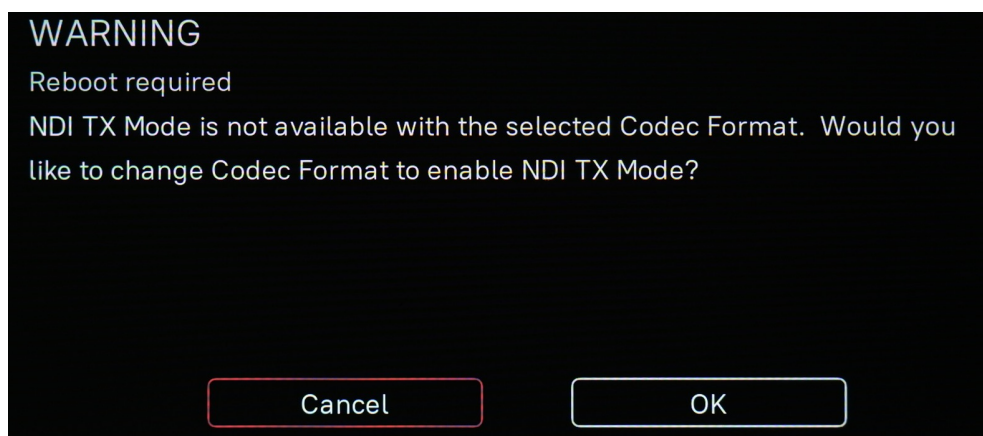 WARNING
Reboot required
NDI TX Mode is not available with the selected Codec Format.  Would you
like to change Codec Format to enable NDI TX Mode?
Cancel
OK